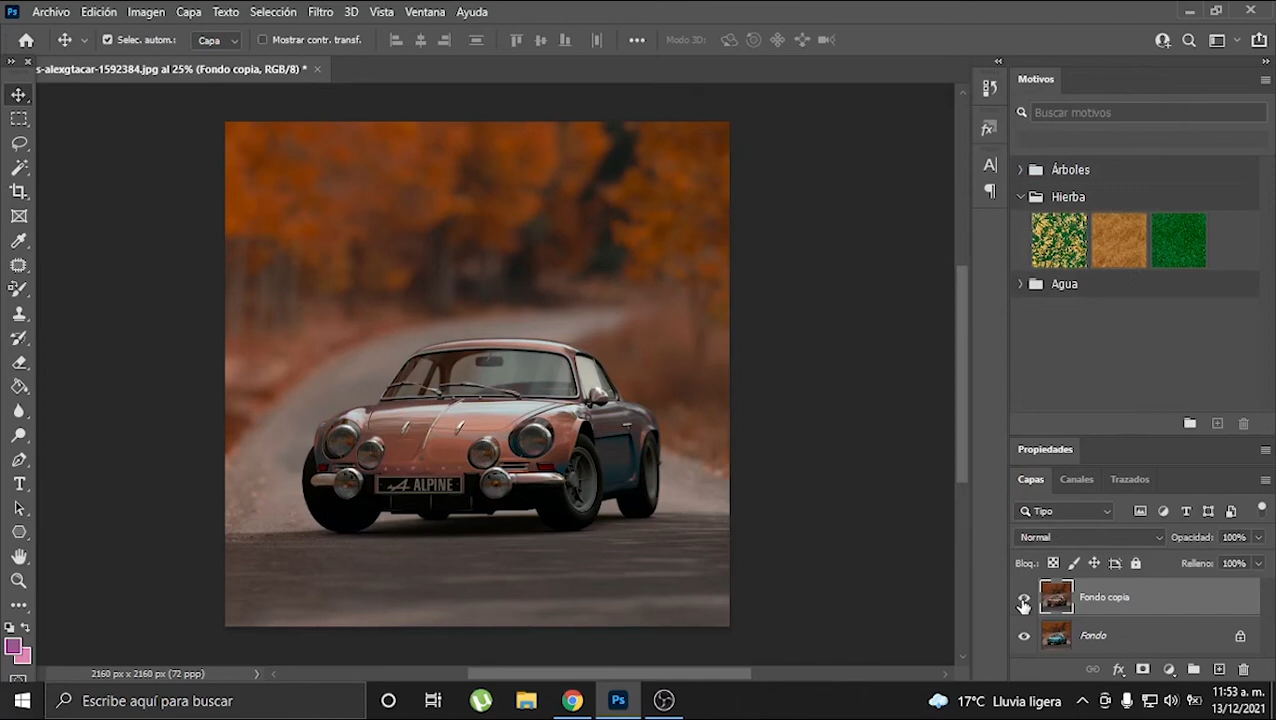 Ps Archivo Edición Imagen Capa Texto Selección Filtro 3D Vista Ventana Ayuda
Selec. autom.: Capa Mostrar contr. transf. Modo 3D:
s-alexgtacar-1592384.jpg al 25% (Fondo copia, RGB/8) *
Motivos
Buscar motivos
Árboles
Hierba
Agua
ALPINE
Propiedades
Capas Canales Trazados
Tipo
Normal Opacidad: 100%
Bloq.: Relleno: 100%
Fondo copia
Fondo
2160 px x 2160 px (72 ppp)
Escribe aquí para buscar
Ps
17°C Lluvia ligera
11:53 a. m.
13/12/2021